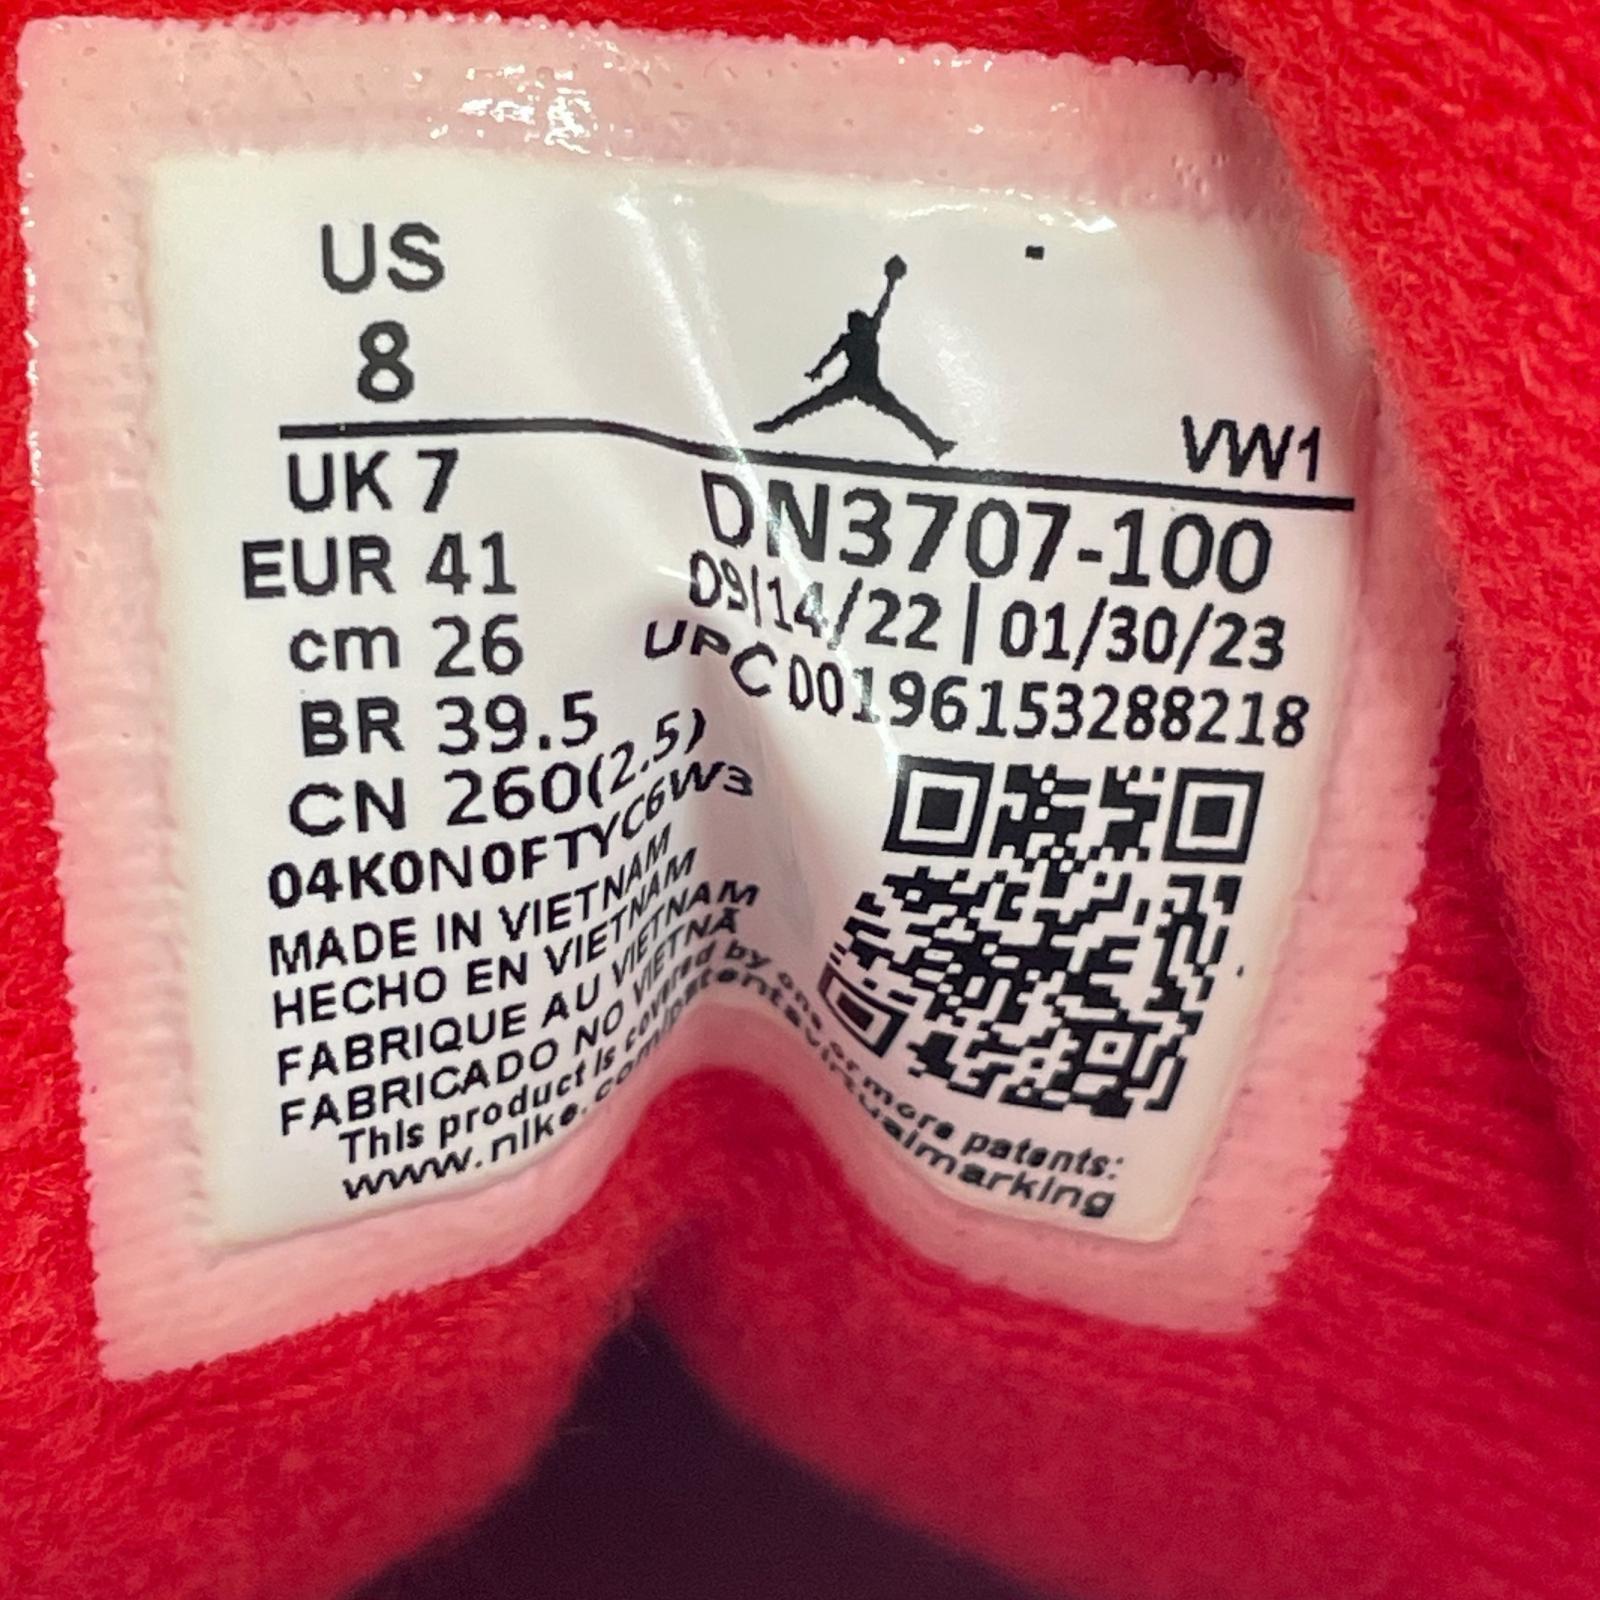 US
8
VW1
UK 7
EUR 41
cm 26
BR 39.5
CN 260(2.5)
DN3707-100
09/14/22 | 01/30/23
UPC 00196153288218
04K0N0FTYC6W3
MADE IN VIETNAM
HECHO EN VIETNAM
FABRIQUE AU VIETNAM
FABRICADO NO VIETNÃ
This product is covered by one or more patents:
www.nike.com/patentsvirtualmarking